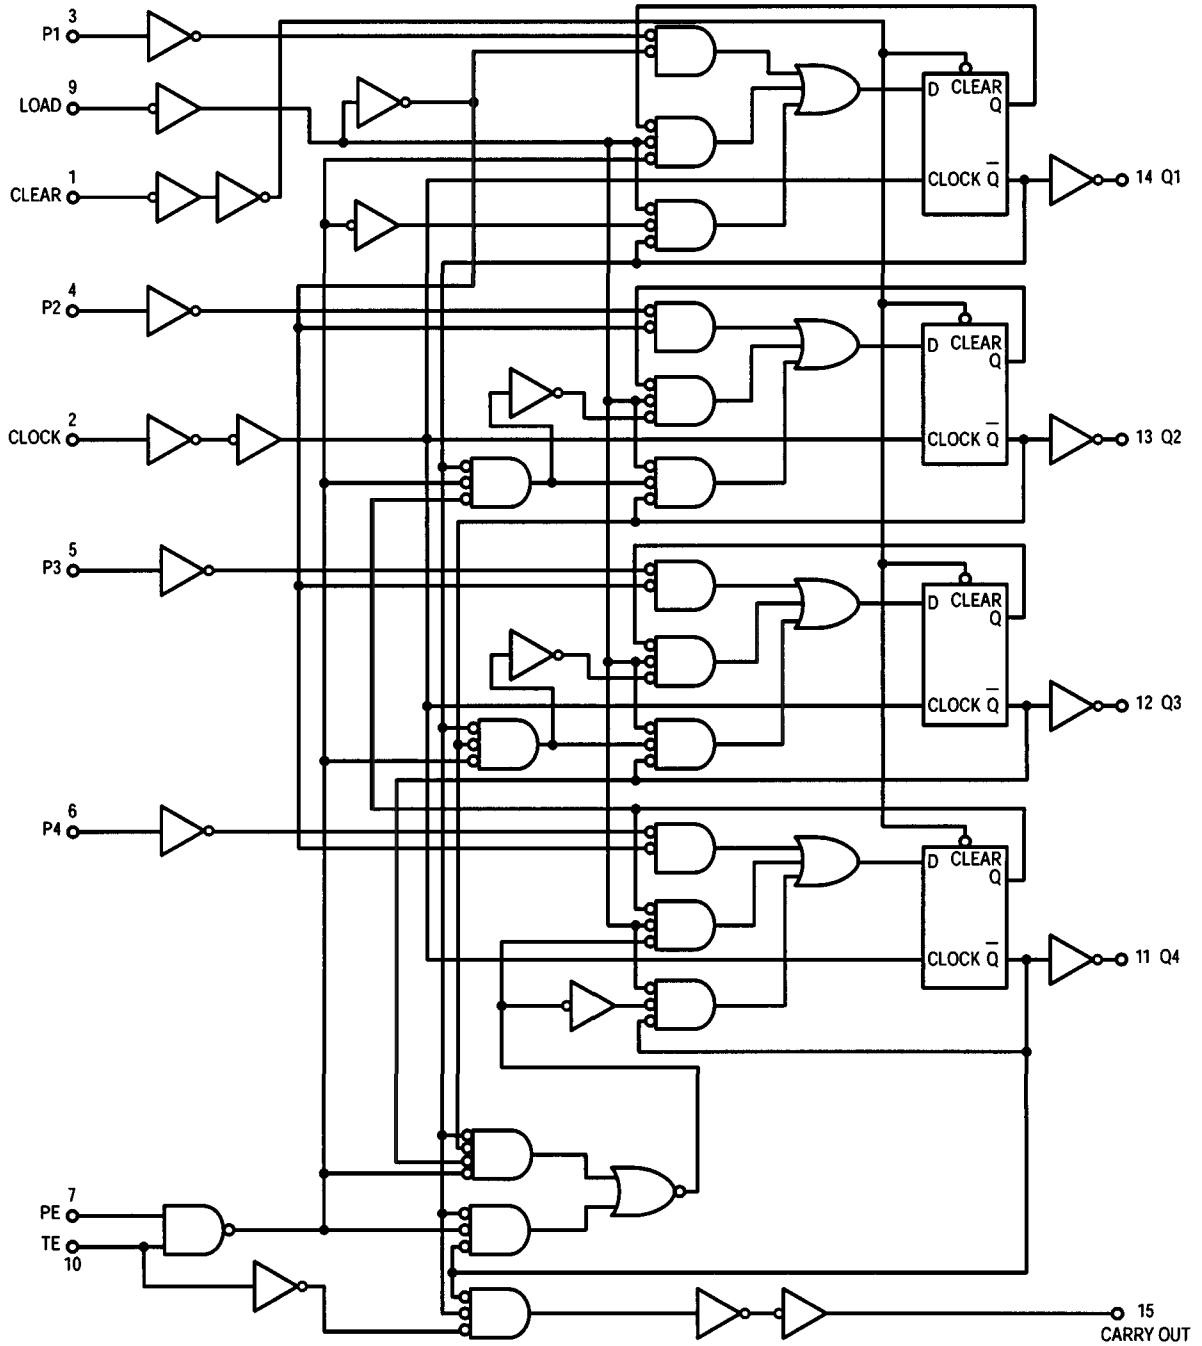 3
P1
9
LOAD
1
CLEAR
D CLEAR
Q
CLOCK Q̅
14 Q1
4
P2
D CLEAR
Q
2
CLOCK
CLOCK Q̅
13 Q2
5
P3
D CLEAR
Q
CLOCK Q̅
12 Q3
6
P4
D CLEAR
Q
CLOCK Q̅
11 Q4
7
PE
TE
10
15
CARRY OUT